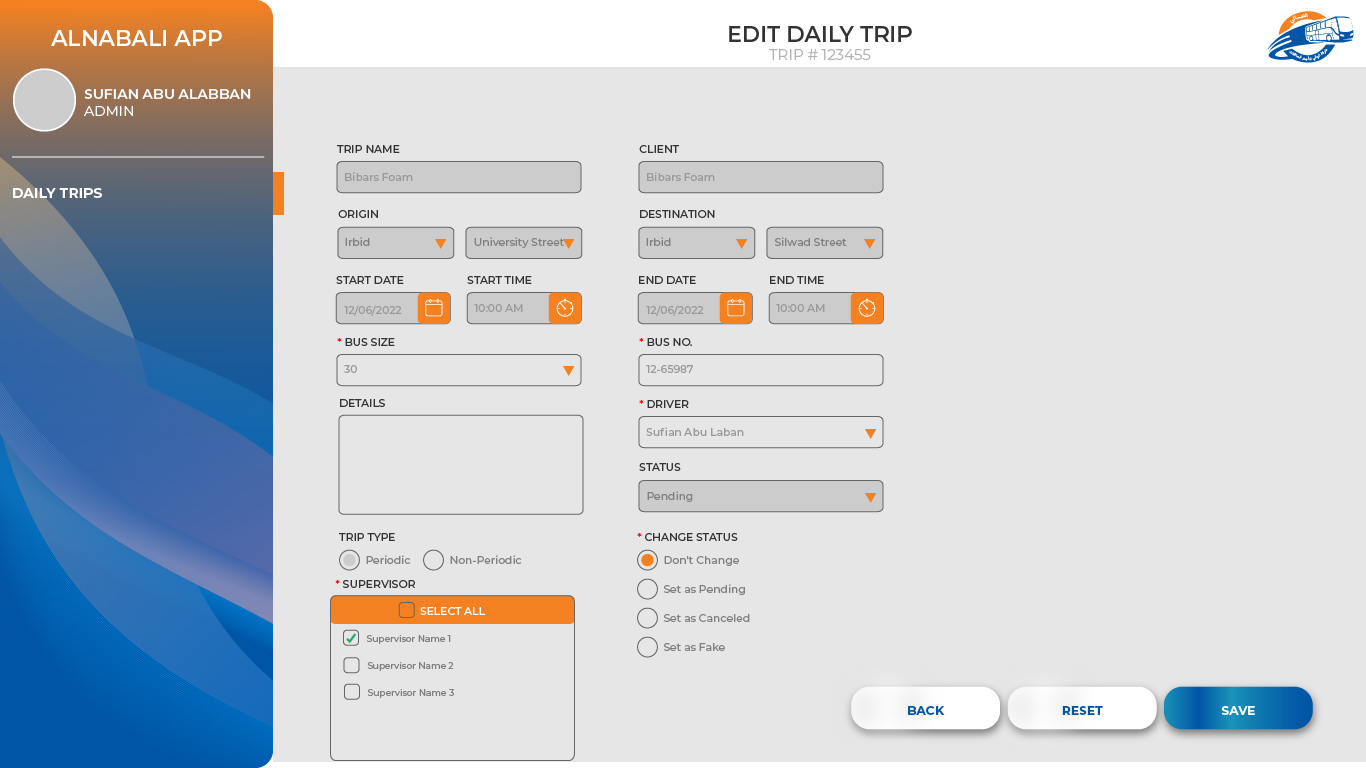 ALNABALI APP
SUFIAN ABU ALABBAN
ADMIN
DAILY TRIPS
EDIT DAILY TRIP
TRIP # 123455
TRIP NAME
Bibars Foam
CLIENT
Bibars Foam
ORIGIN
Irbid
University Street
DESTINATION
Irbid
Silwad Street
START DATE
12/06/2022
START TIME
10:00 AM
END DATE
12/06/2022
END TIME
10:00 AM
* BUS SIZE
30
* BUS NO.
12-65987
DETAILS
* DRIVER
Sufian Abu Laban
STATUS
Pending
TRIP TYPE
Periodic
Non-Periodic
* CHANGE STATUS
Don't Change
Set as Pending
Set as Canceled
Set as Fake
* SUPERVISOR
SELECT ALL
Supervisor Name 1
Supervisor Name 2
Supervisor Name 3
BACK
RESET
SAVE